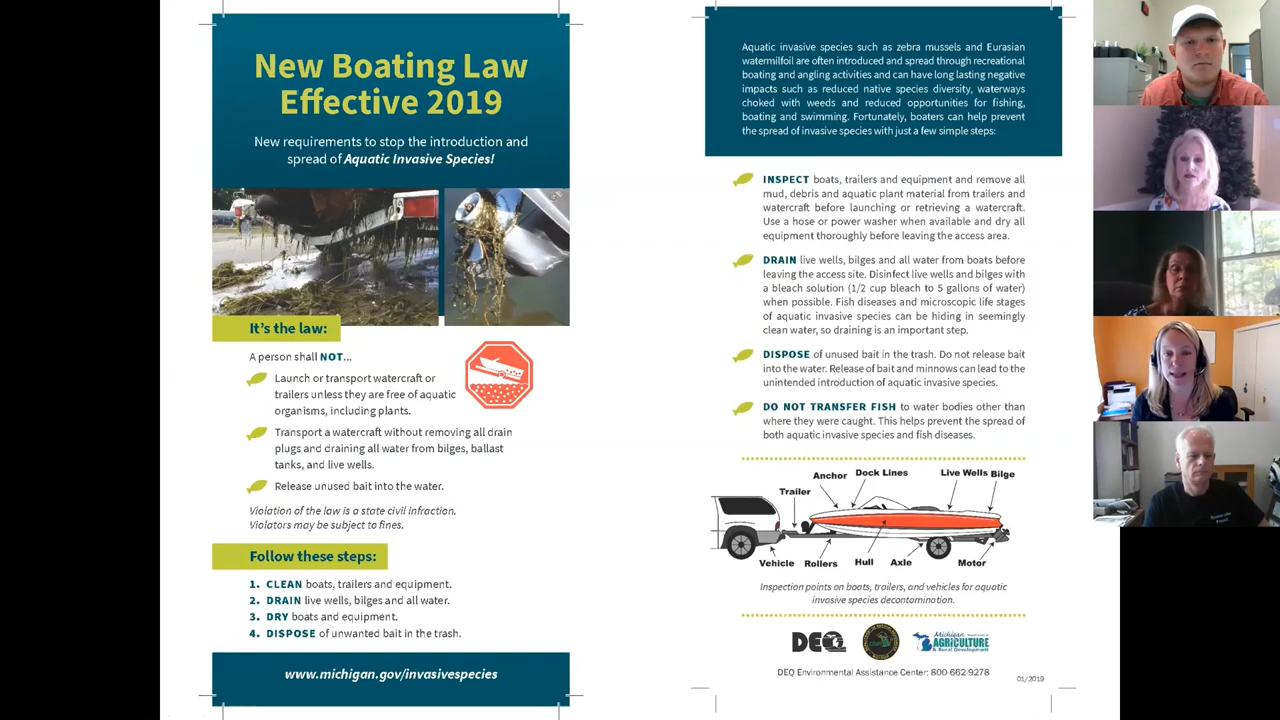 New Boating Law
Effective 2019
New requirements to stop the introduction and
spread of Aquatic Invasive Species!
It's the law:
A person shall NOT...
Launch or transport watercraft or
trailers unless they are free of aquatic
organisms, including plants.
Transport a watercraft without removing all drain
plugs and draining all water from bilges, ballast
tanks, and live wells.
Release unused bait into the water.
Violation of the law is a state civil infraction.
Violators may be subject to fines.
Follow these steps:
1. CLEAN boats, trailers and equipment.
2. DRAIN live wells, bilges and all water.
3. DRY boats and equipment.
4. DISPOSE of unwanted bait in the trash.
www.michigan.gov/invasivespecies
Aquatic invasive species such as zebra mussels and Eurasian
watermilfoil are often introduced and spread through recreational
boating and angling activities and can have long lasting negative
impacts such as reduced native species diversity, waterways
choked with weeds and reduced opportunities for fishing,
boating and swimming. Fortunately, boaters can help prevent
the spread of invasive species with just a few simple steps:
INSPECT boats, trailers and equipment and remove all
mud, debris and aquatic plant material from trailers and
watercraft before launching or retrieving a watercraft.
Use a hose or power washer when available and dry all
equipment thoroughly before leaving the access area.
DRAIN live wells, bilges and all water from boats before
leaving the access site. Disinfect live wells and bilges with
a bleach solution (1/2 cup bleach to 5 gallons of water)
when possible. Fish diseases and microscopic life stages
of aquatic invasive species can be hiding in seemingly
clean water, so draining is an important step.
DISPOSE of unused bait in the trash. Do not release bait
into the water. Release of bait and minnows can lead to the
unintended introduction of aquatic invasive species.
DO NOT TRANSFER FISH to water bodies other than
where they were caught. This helps prevent the spread of
both aquatic invasive species and fish diseases.
Anchor Dock Lines Live Wells Bilge
Trailer
Vehicle Rollers Hull Axle Motor
Inspection points on boats, trailers, and vehicles for aquatic
invasive species decontamination.
DEQ
Michigan
AGRICULTURE
& Rural Development
DEQ Environmental Assistance Center: 800-662-9278
01/2019